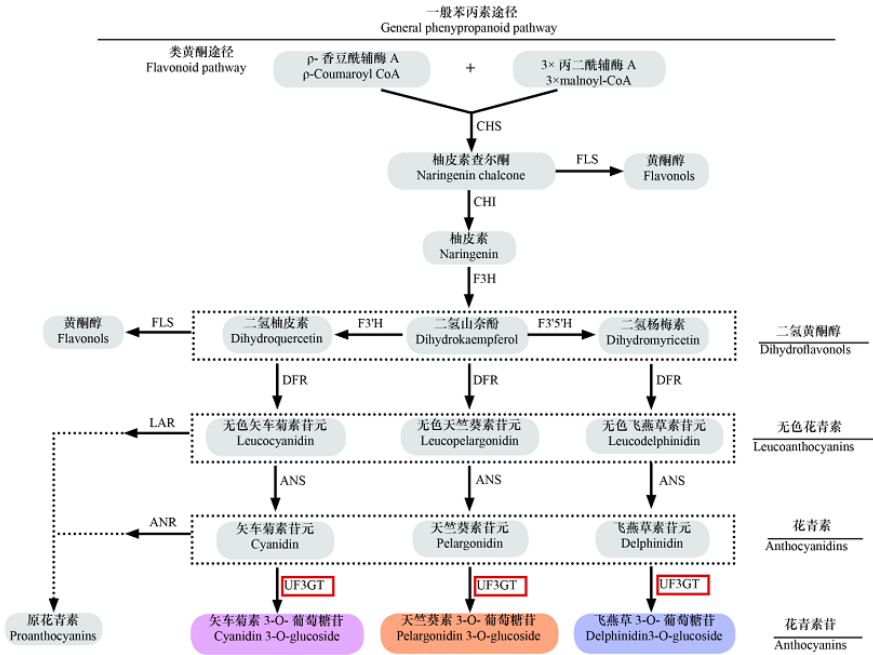 一般苯丙素途径
General phenypropanoid pathway
类黄酮途径
Flavonoid pathway
ρ- 香豆酰辅酶 A
ρ-Coumaroyl CoA
+
3× 丙二酰辅酶 A
3×malnoyl-CoA
CHS
柚皮素查尔酮
Naringenin chalcone
FLS
黄酮醇
Flavonols
CHI
柚皮素
Naringenin
F3H
黄酮醇
Flavonols
FLS
二氢柚皮素
Dihydroquercetin
F3'H
二氢山奈酚
Dihydrokaempferol
F3'5'H
二氢杨梅素
Dihydromyricetin
二氢黄酮醇
Dihydroflavonols
DFR
DFR
DFR
LAR
无色矢车菊素苷元
Leucocyanidin
无色天竺葵素苷元
Leucopelargonidin
无色飞燕草素苷元
Leucodelphinidin
无色花青素
Leucoanthocyanins
ANS
ANS
ANS
ANR
矢车菊素苷元
Cyanidin
天竺葵素苷元
Pelargonidin
飞燕草素苷元
Delphinidin
花青素
Anthocyanidins
UF3GT
UF3GT
UF3GT
原花青素
Proanthocyanins
矢车菊素 3-O- 葡萄糖苷
Cyanidin 3-O-glucoside
天竺葵素 3-O- 葡萄糖苷
Pelargonidin 3-O-glucoside
飞燕草 3-O- 葡萄糖苷
Delphinidin3-O-glucoside
花青素苷
Anthocyanins